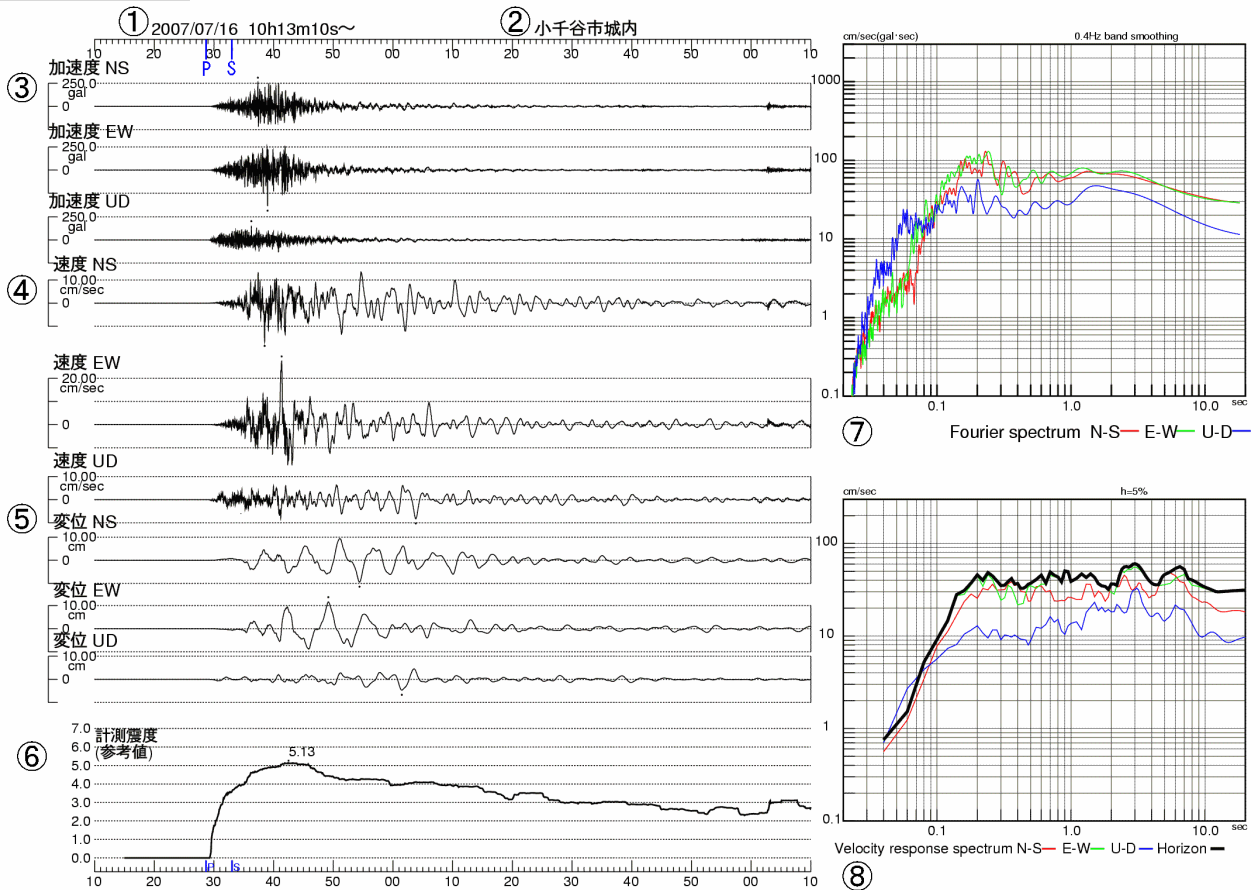 ① 2007/07/16 10h13m10s～ ② 小千谷市城内
10 20 30 40 50 00 10 20 30 40 50 00 10
P S
③ 加速度 NS
250.0
gal
0
加速度 EW
250.0
gal
0
加速度 UD
250.0
gal
0
④ 速度 NS
10.00
cm/sec
0
速度 EW
20.00
cm/sec
0
速度 UD
10.00
cm/sec
0
⑤ 変位 NS
10.00
cm
0
変位 EW
10.00
cm
0
変位 UD
10.00
cm
0
⑥ 計測震度
(参考値)
5.13
7.0
6.0
5.0
4.0
3.0
2.0
1.0
0.0
P S
10 20 30 40 50 00 10 20 30 40 50 00 10
cm/sec(gal·sec) 0.4Hz band smoothing
1000
100
10
1
0.1
0.1 1.0 10.0 sec
⑦ Fourier spectrum N-S E-W U-D
cm/sec h=5%
100
10
1
0.1
0.1 1.0 10.0 sec
Velocity response spectrum N-S E-W U-D Horizon
⑧